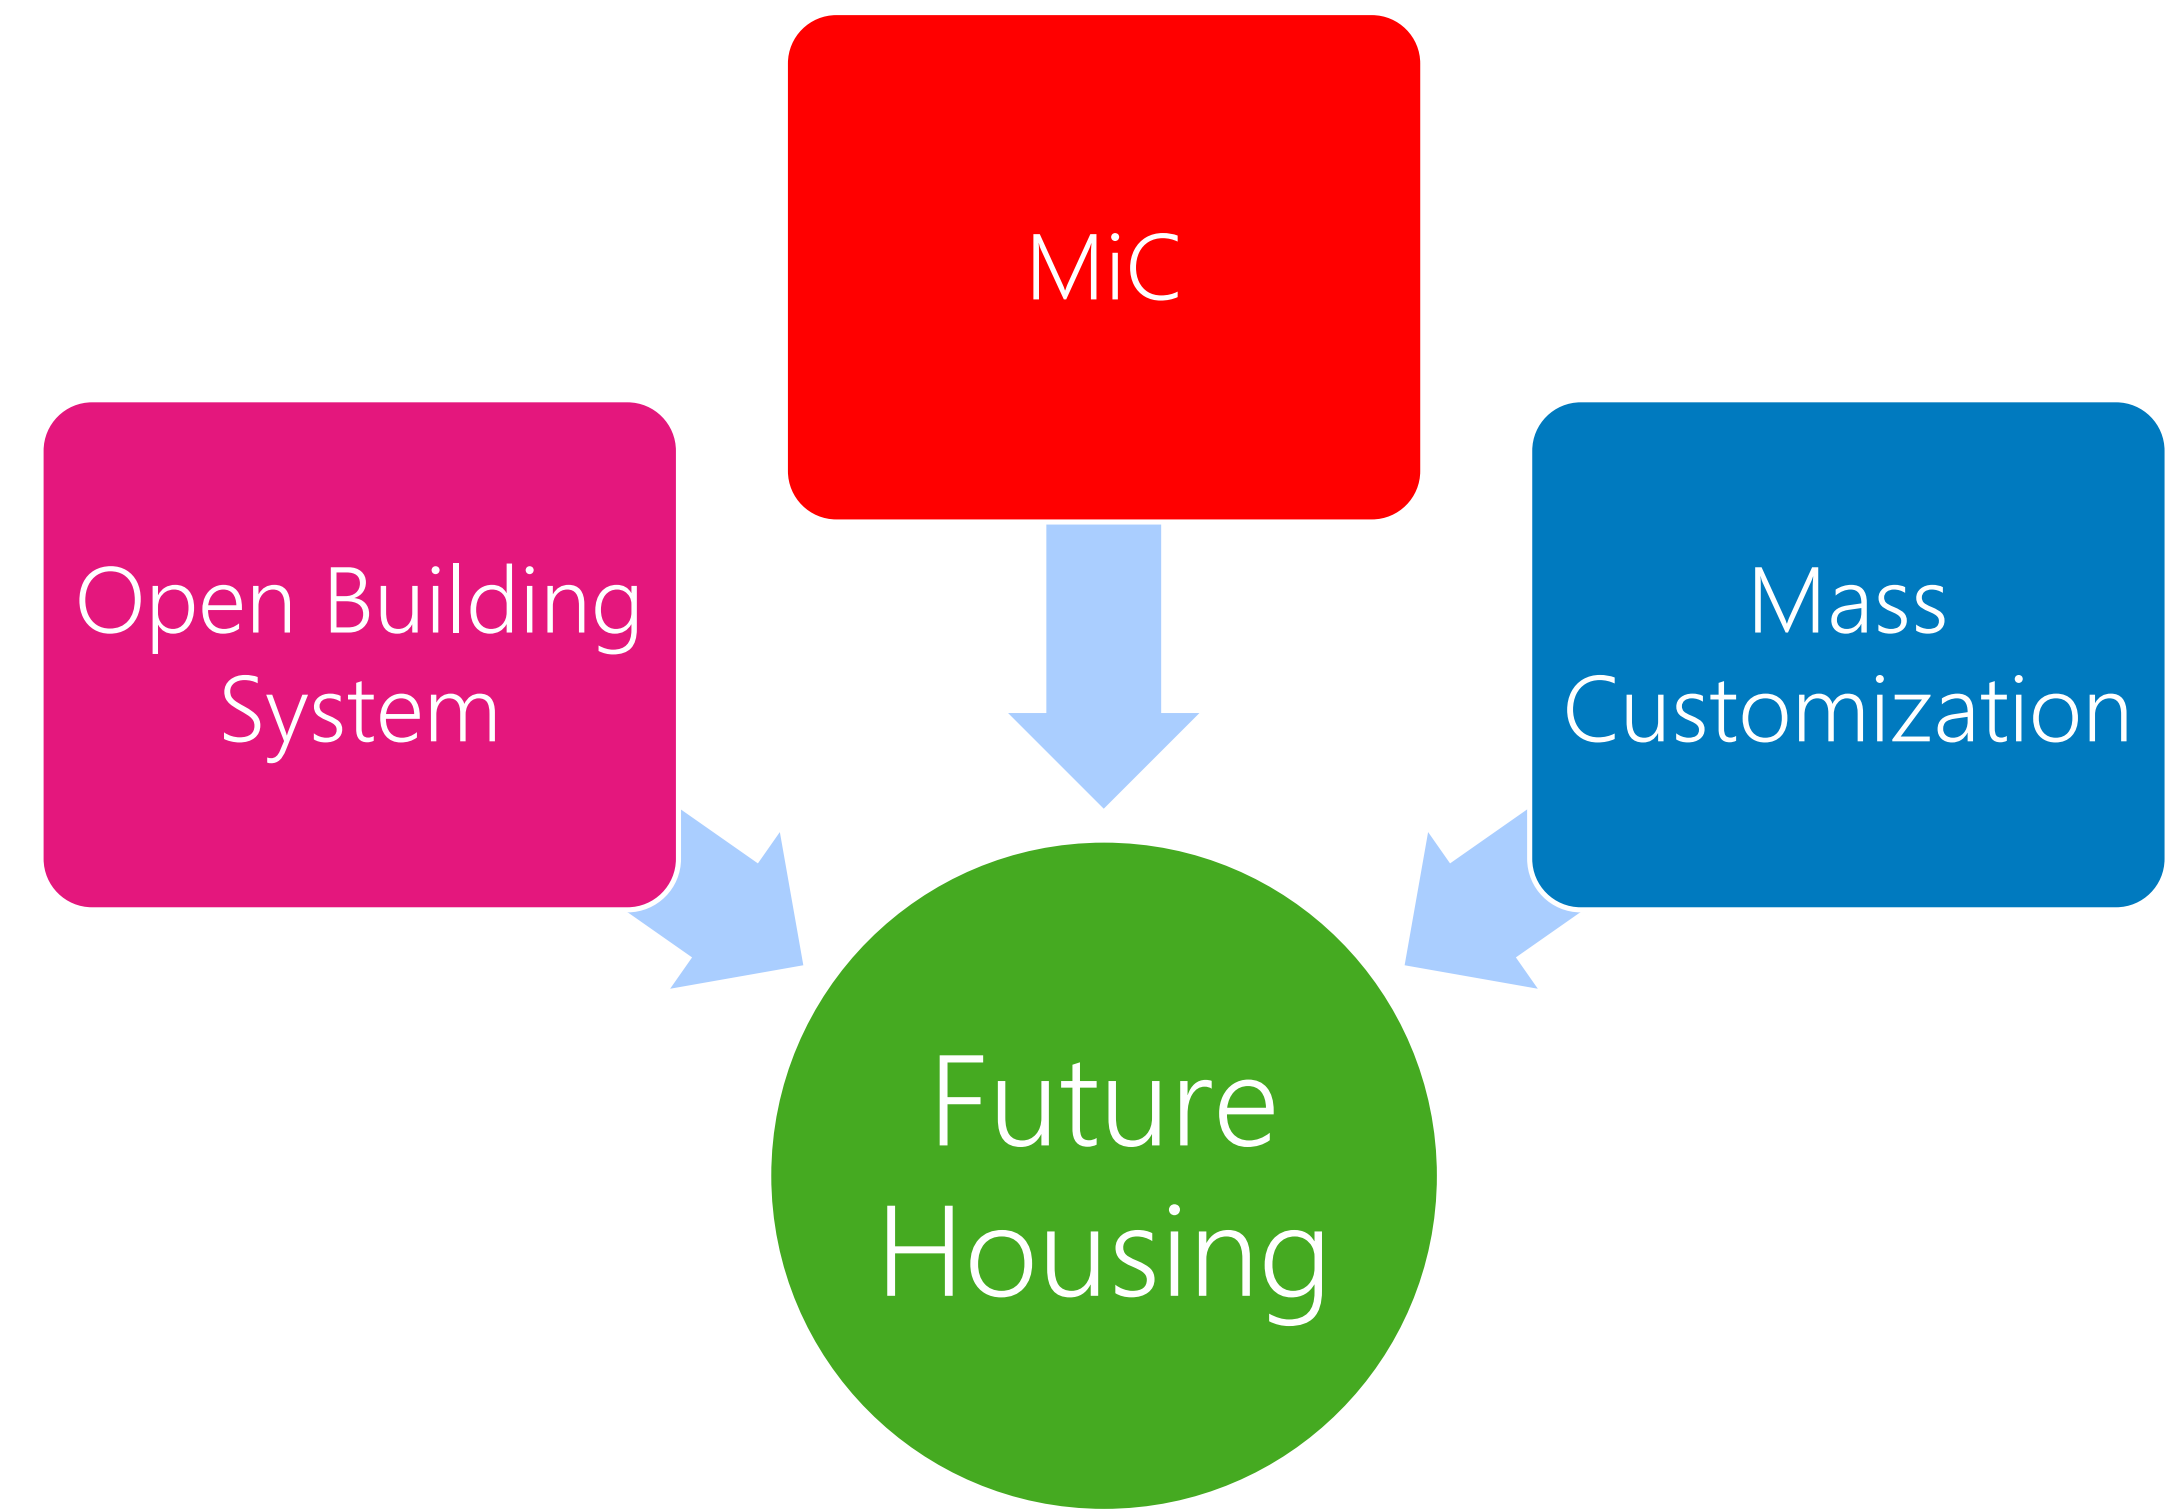 MiC
Open Building
System
Mass
Customization
Future
Housing